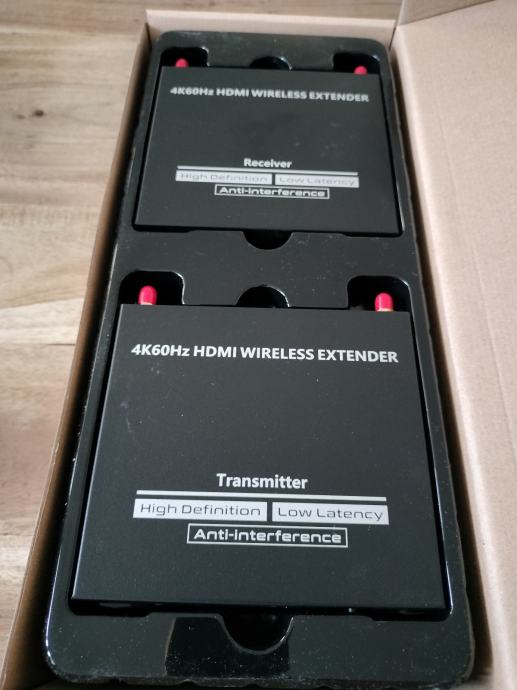 4K60Hz HDMI WIRELESS EXTENDER
Receiver
High Definition Low Latency
Anti-interference
4K60Hz HDMI WIRELESS EXTENDER
Transmitter
High Definition Low Latency
Anti-interference